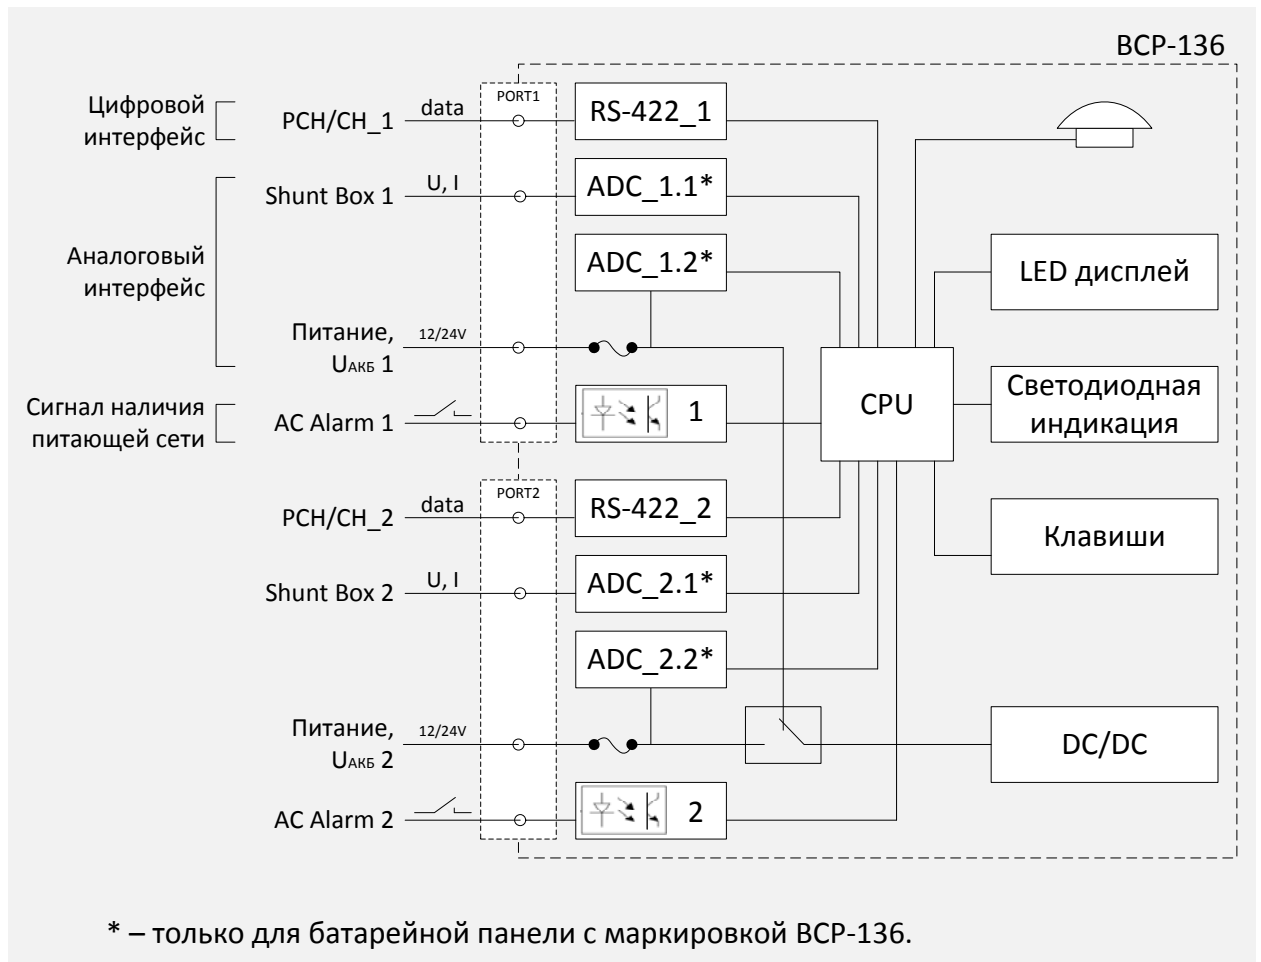 BCP-136
Цифровой
интерфейс
PCH/CH_1
data
PORT1
RS-422_1
Shunt Box 1
U, I
ADC_1.1*
Аналоговый
интерфейс
ADC_1.2*
LED дисплей
Питание,
UАКБ 1
12/24V
CPU
Светодиодная
индикация
Сигнал наличия
питающей сети
AC Alarm 1
1
PCH/CH_2
data
PORT2
RS-422_2
Клавиши
Shunt Box 2
U, I
ADC_2.1*
ADC_2.2*
Питание,
UАКБ 2
12/24V
DC/DC
AC Alarm 2
2
* – только для батарейной панели с маркировкой BCP-136.